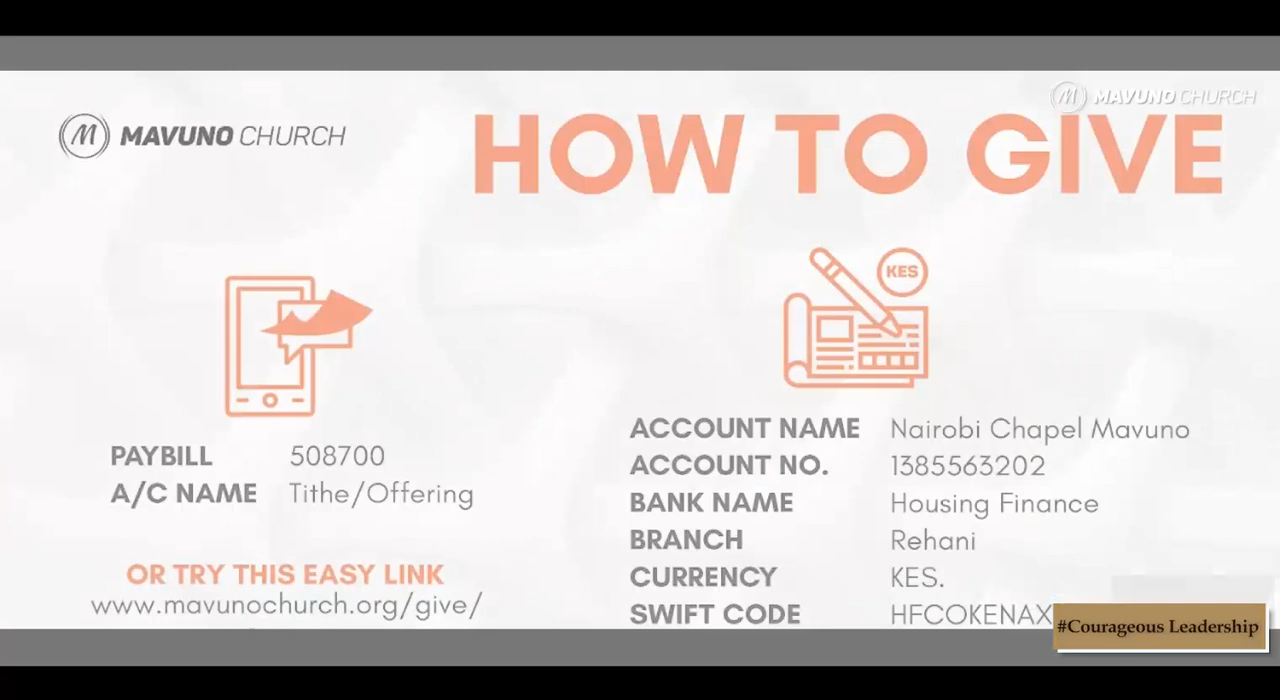 MAVUNO CHURCH
MAVUNO CHURCH
HOW TO GIVE
KES
PAYBILL 508700
A/C NAME Tithe/Offering
OR TRY THIS EASY LINK
www.mavunochurch.org/give/
ACCOUNT NAME Nairobi Chapel Mavuno
ACCOUNT NO. 1385563202
BANK NAME Housing Finance
BRANCH Rehani
CURRENCY KES.
SWIFT CODE HFCOKENAX
#Courageous Leadership